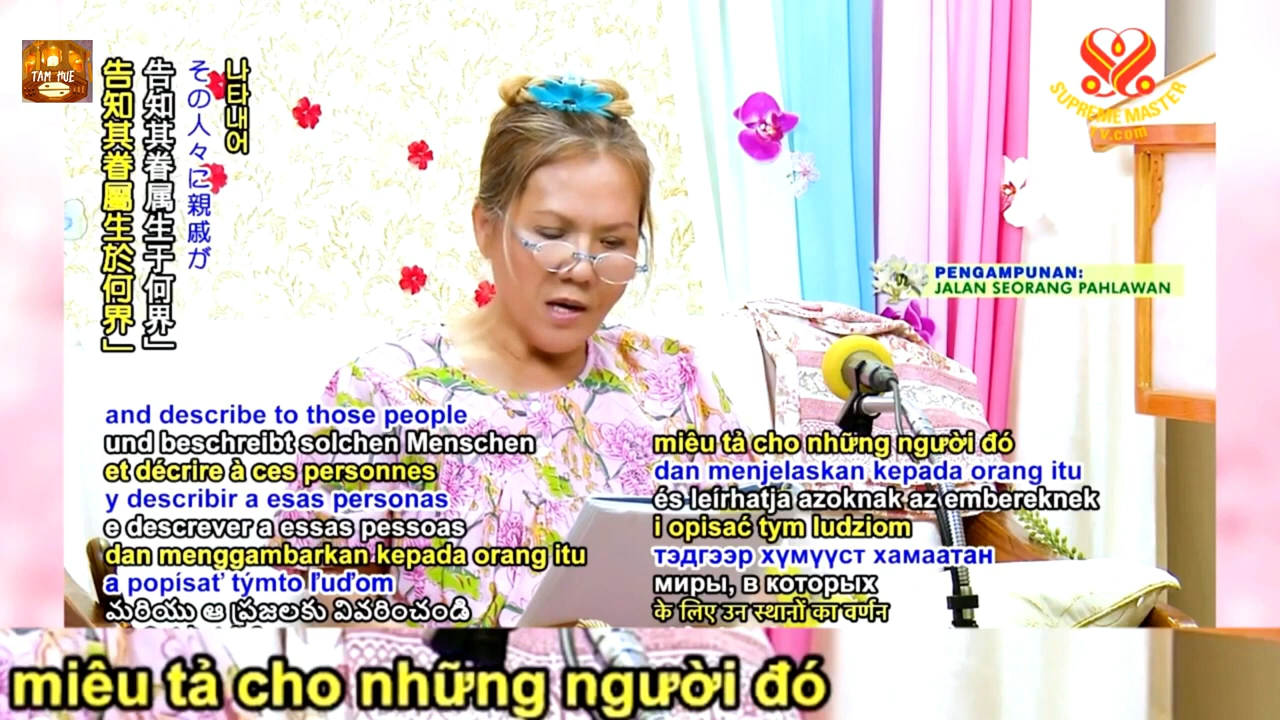 TAM HUE
告知其眷屬生於何界」
告知其眷属生于何界」
その人々に親戚が
나타내어
SUPREME MASTER
TV.com
PENGAMPUNAN:
JALAN SEORANG PAHLAWAN
and describe to those people
und beschreibt solchen Menschen
et décrire à ces personnes
y describir a esas personas
e descrever a essas pessoas
dan menggambarkan kepada orang itu
a popísať týmto ľuďom
మరియు ఆ ప్రజలకు వివరించండి
miêu tả cho những người đó
dan menjelaskan kepada orang itu
és leírhatja azoknak az embereknek
i opisać tym ludziom
тэдгээр хүмүүст хамаатан
миры, в которых
के लिए उन स्थानों का वर्णन
miêu tả cho những người đó